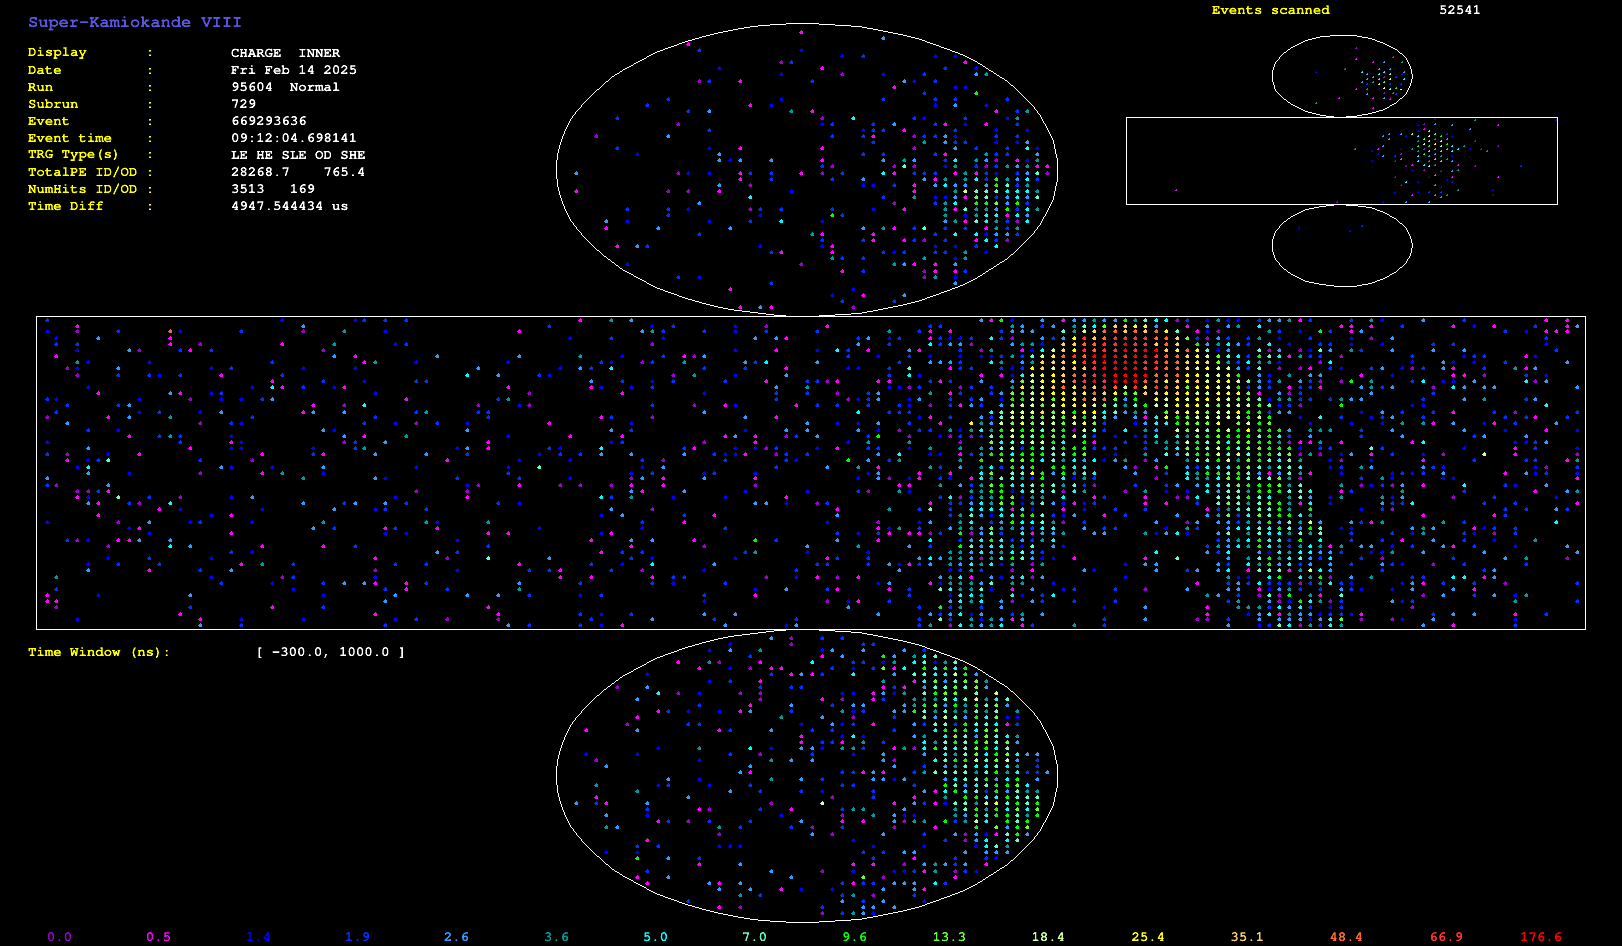 Super-Kamiokande VIII
Events scanned 52541
Display : CHARGE INNER
Date : Fri Feb 14 2025
Run : 95604 Normal
Subrun : 729
Event : 669293636
Event time : 09:12:04.698141
TRG Type(s) : LE HE SLE OD SHE
TotalPE ID/OD : 28268.7 765.4
NumHits ID/OD : 3513 169
Time Diff : 4947.544434 us
Time Window (ns): [ -300.0, 1000.0 ]
0.0 0.5 1.4 1.9 2.6 3.6 5.0 7.0 9.6 13.3 18.4 25.4 35.1 48.4 66.9 176.6